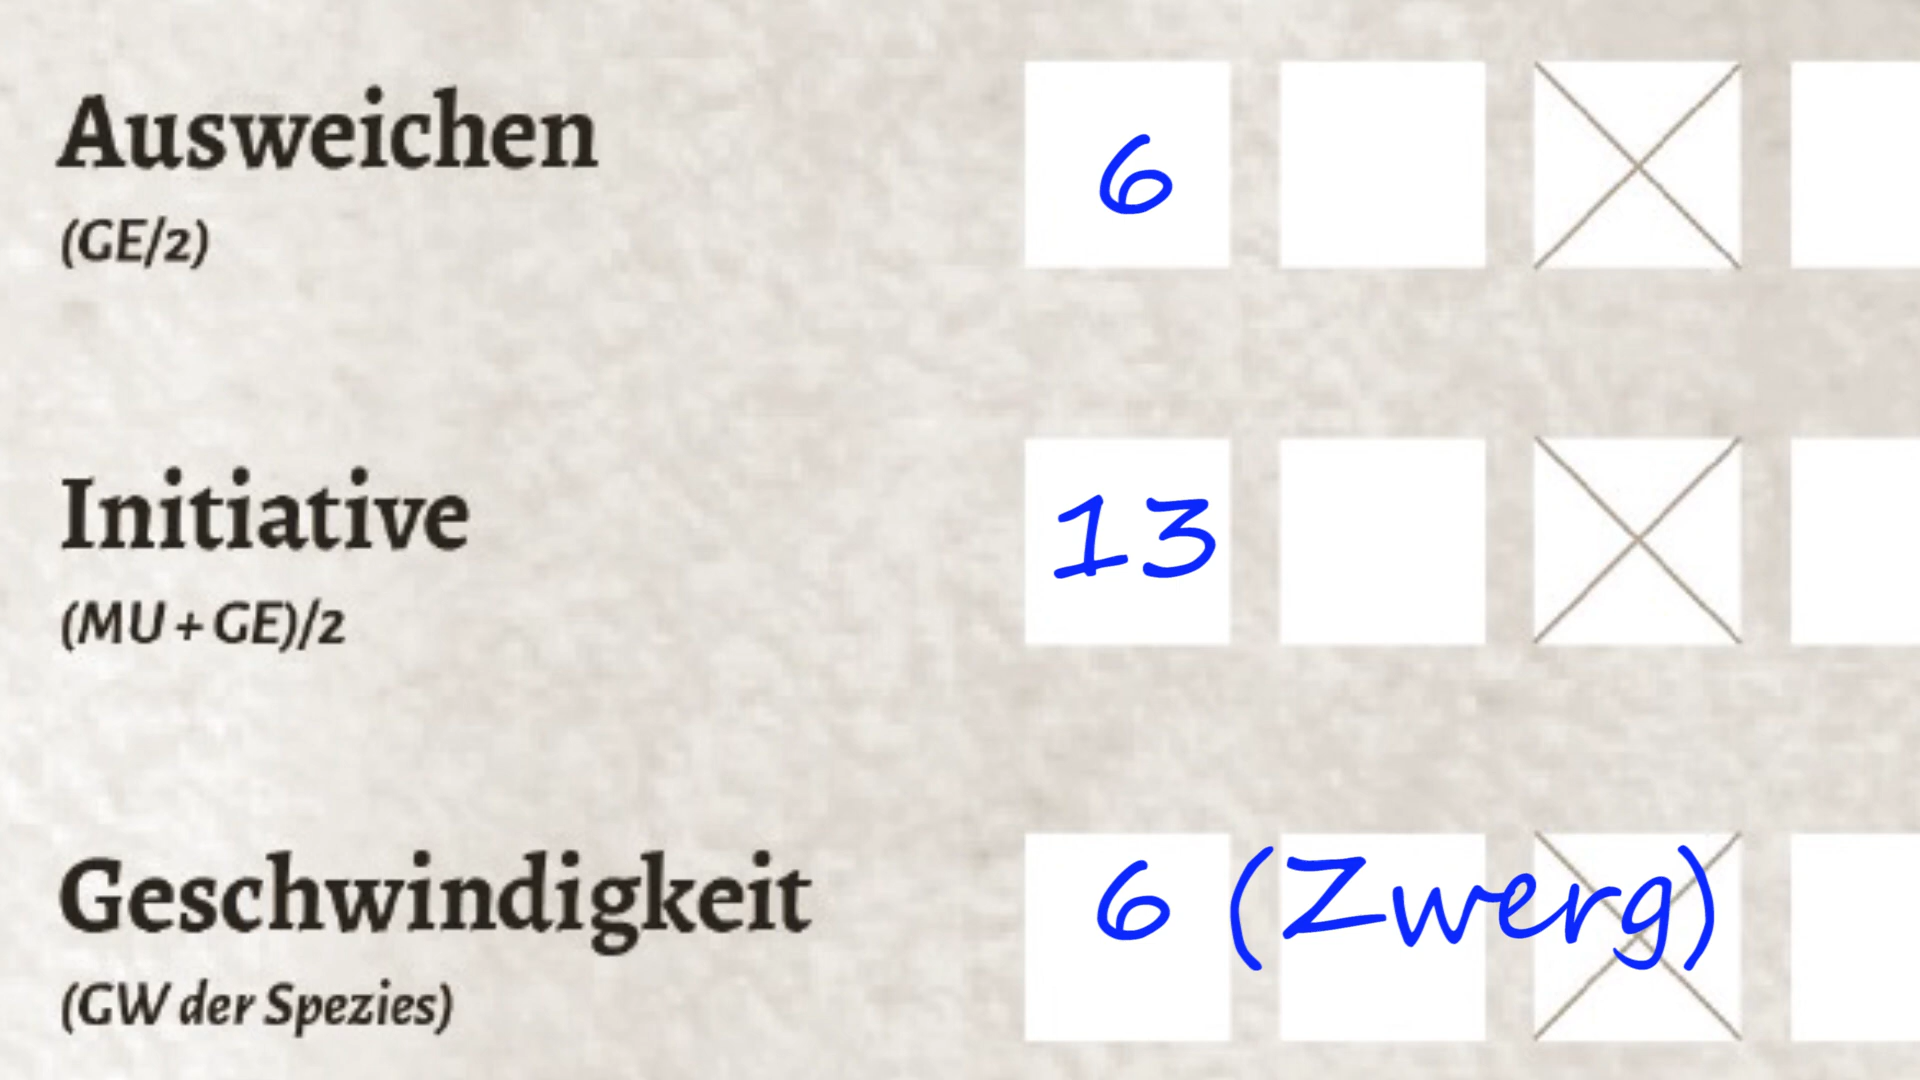 Ausweichen 6
(GE/2)
Initiative 13
(MU + GE)/2
Geschwindigkeit 6 (Zwerg)
(GW der Spezies)